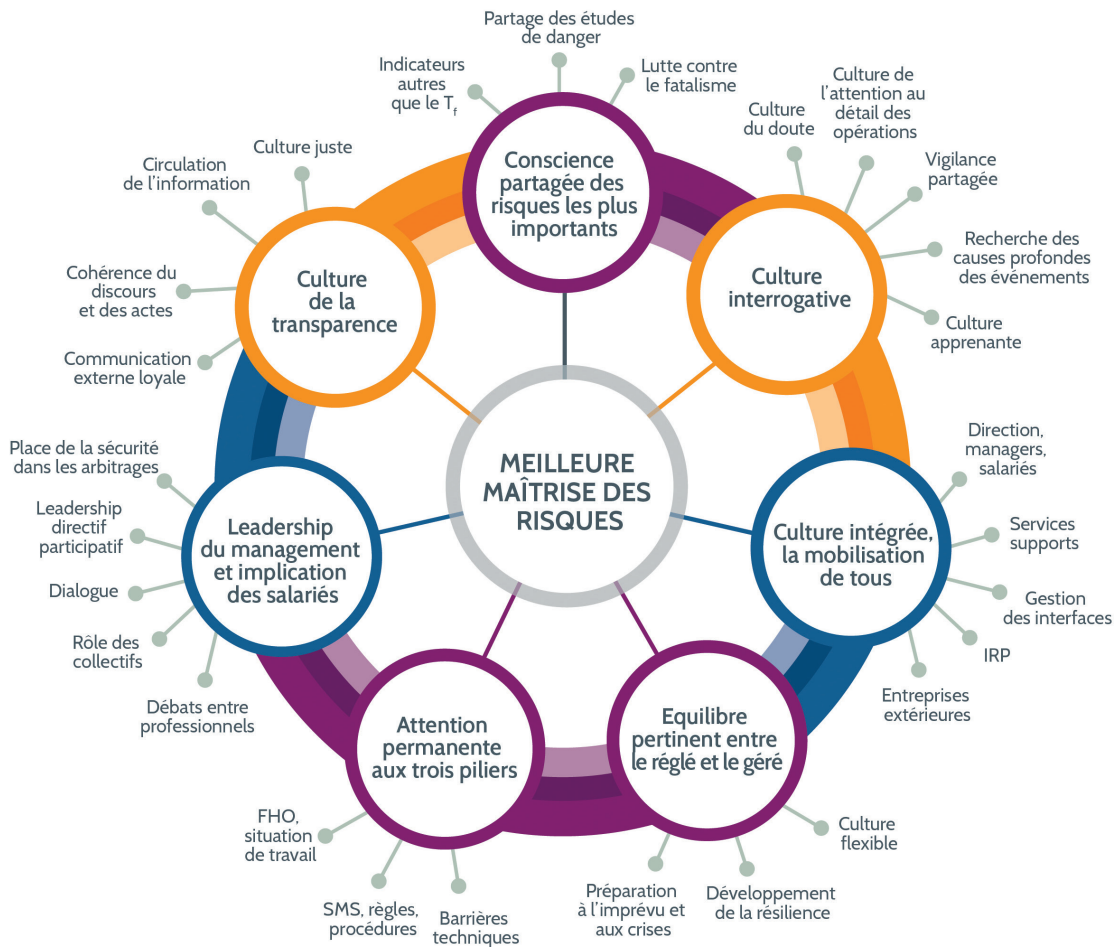 Partage des études
de danger
Indicateurs
autres
que le Tf
Lutte contre
le fatalisme
Conscience
partagée des
risques les plus
importants
Culture
du doute
Culture de
l'attention au
détail des
opérations
Vigilance
partagée
Recherche des
causes profondes
des événements
Culture
apprenante
Culture
interrogative
Culture juste
Circulation
de l'information
Cohérence du
discours
et des actes
Communication
externe loyale
Culture
de la
transparence
MEILLEURE
MAÎTRISE DES
RISQUES
Direction,
managers,
salariés
Services
supports
Gestion
des interfaces
IRP
Entreprises
extérieures
Culture intégrée,
la mobilisation
de tous
Place de la sécurité
dans les arbitrages
Leadership
directif
participatif
Dialogue
Rôle des
collectifs
Débats entre
professionnels
Leadership
du management
et implication
des salariés
Attention
permanente
aux trois piliers
FHO,
situation
de travail
SMS, règles,
procédures
Barrières
techniques
Equilibre
pertinent entre
le réglé et le géré
Préparation
à l'imprévu et
aux crises
Développement
de la résilience
Culture
flexible